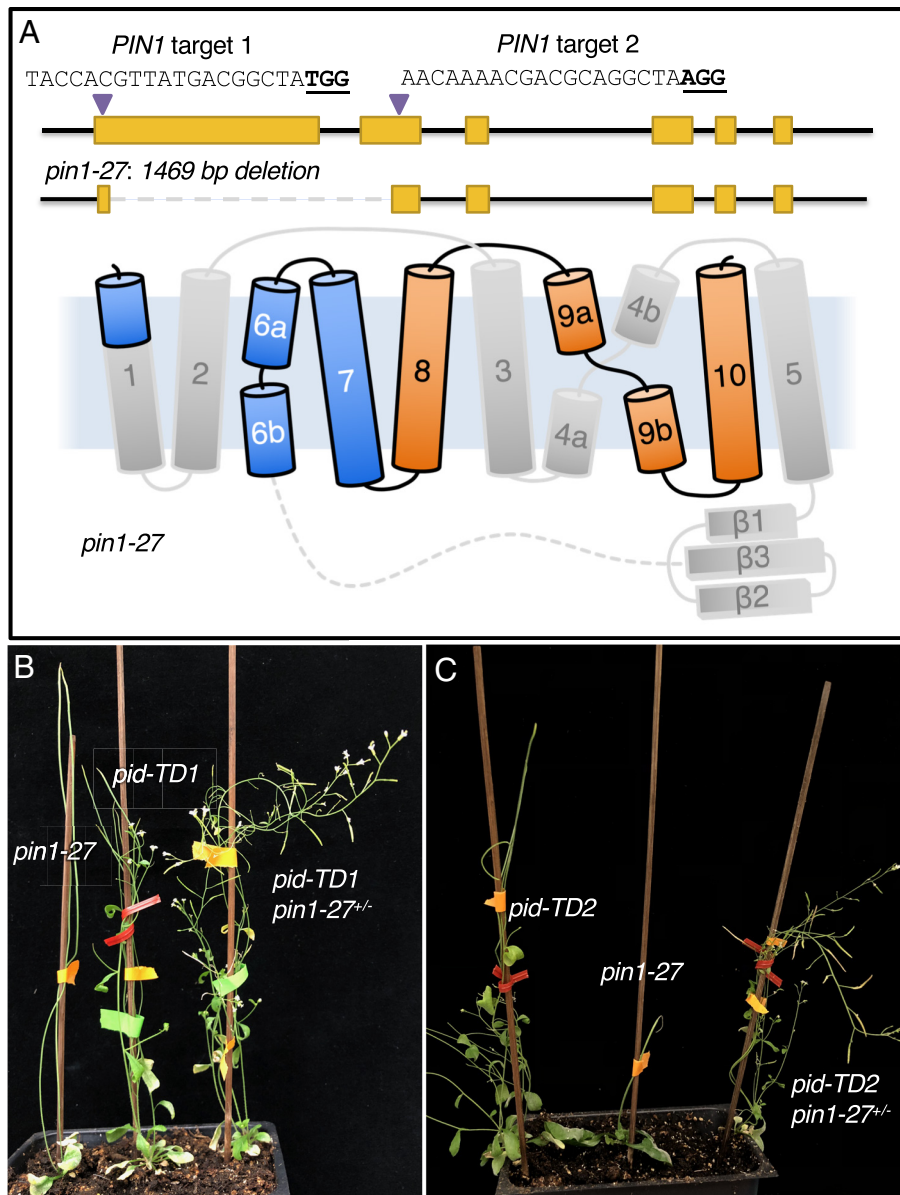 A
PIN1 target 1
PIN1 target 2
TACCACGTTATGACGGCTATGG
AACAAAACGACGCAGGCTAAGG
pin1-27: 1469 bp deletion
1
2
6a
6b
7
8
3
9a
4b
4a
9b
10
5
β1
β3
β2
pin1-27
B
pid-TD1
pin1-27
pid-TD1
pin1-27+/-
C
pid-TD2
pin1-27
pid-TD2
pin1-27+/-